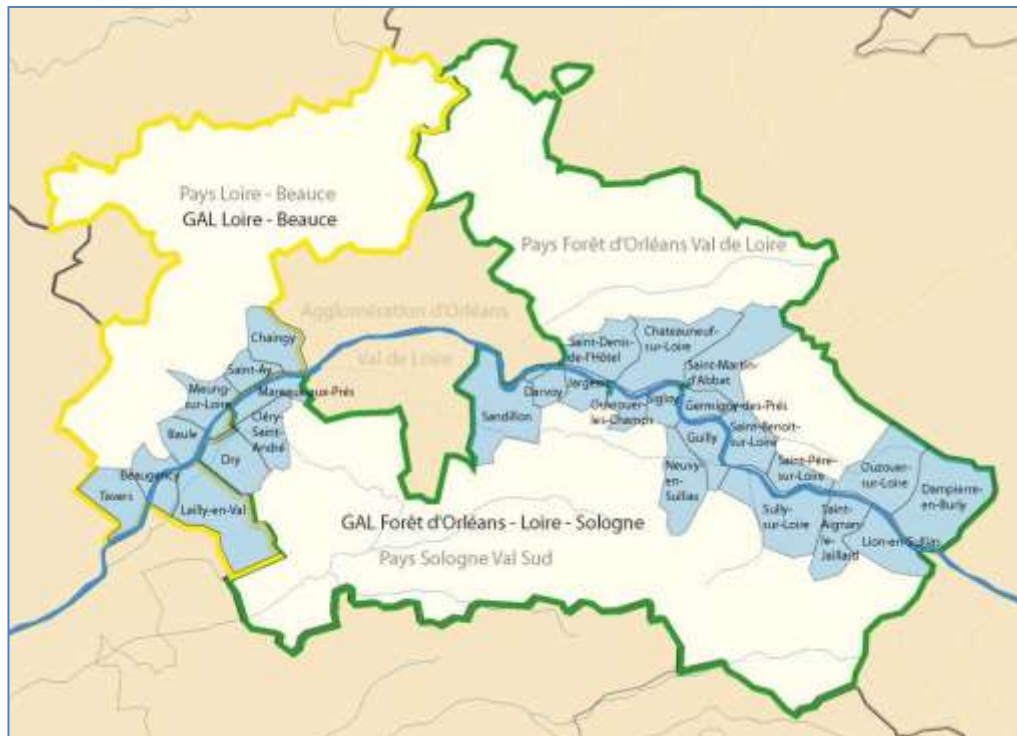 Pays Loire - Beauce
GAL Loire - Beauce
Pays Forêt d'Orléans Val de Loire
Agglomération d'Orléans
Val de Loire
Chaingy
Saint-Ay
Meung-
sur-Loire
Mareau-aux-Prés
Cléry-
Saint-
André
Baule
Dry
Beaugency
Tavers
Lailly-en-Val
Saint-Denis-
de-l'Hôtel
Chateauneuf-
sur-Loire
Saint-Martin-
d'Abbat
Jargeau
Darvoy
Sandillon
Ouvrouer-
les-Champs
Sigloy
Germigny-des-Prés
Saint-Benoit-
sur-Loire
Guilly
Neuvy-
en-
Sullias
Saint-Père-
sur-Loire
Ouzouer-
sur-Loire
Dampierre-
en-Burly
Sully-
sur-Loire
Saint-
Aignan-
le-
Jaillard
Lion-en-Sullias
GAL Forêt d'Orléans - Loire - Sologne
Pays Sologne Val Sud